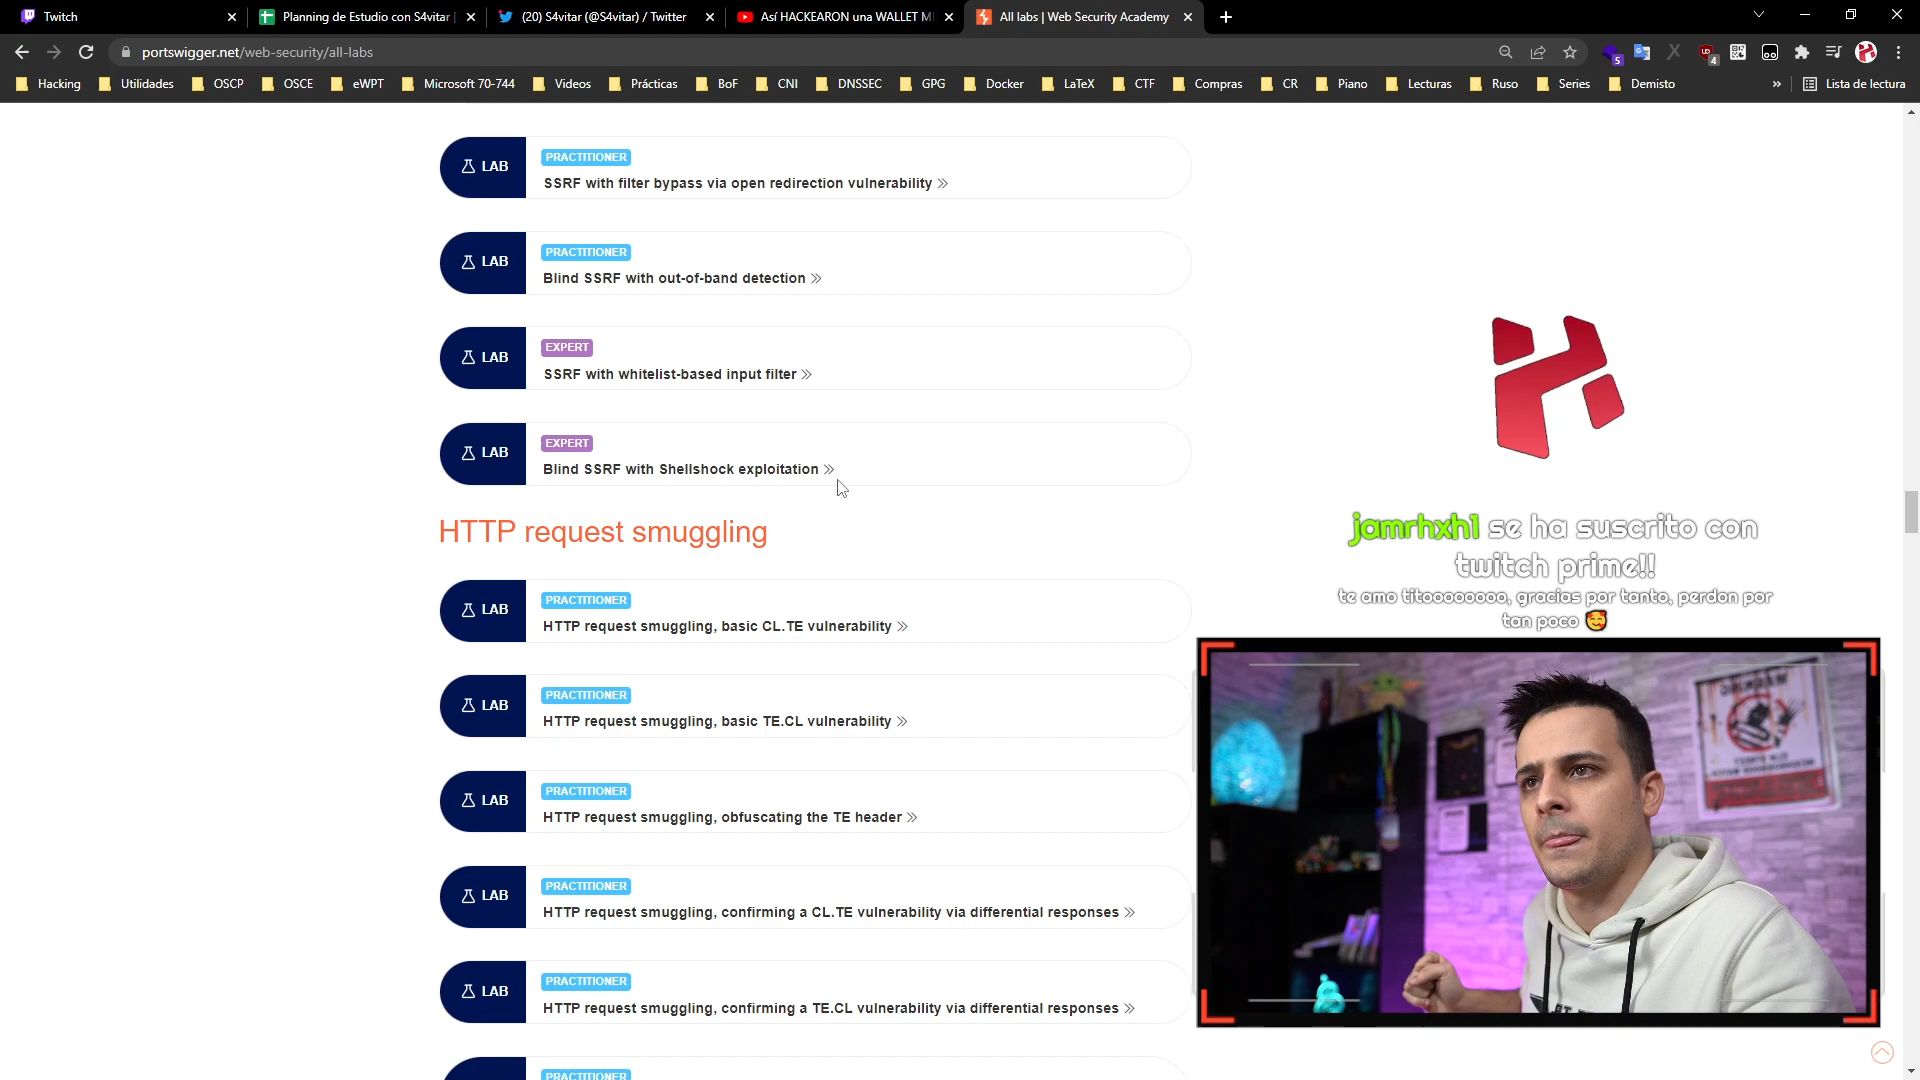 Twitch
Planning de Estudio con S4vitar [
(20) S4vitar (@S4vitar) / Twitter
Así HACKEARON una WALLET MI
All labs | Web Security Academy
portswigger.net/web-security/all-labs
5
4
Hacking
Utilidades
OSCP
OSCE
eWPT
Microsoft 70-744
Videos
Prácticas
BoF
CNI
DNSSEC
GPG
Docker
LaTeX
CTF
Compras
CR
Piano
Lecturas
Ruso
Series
Demisto
»
Lista de lectura
LAB
PRACTITIONER
SSRF with filter bypass via open redirection vulnerability
LAB
PRACTITIONER
Blind SSRF with out-of-band detection
LAB
EXPERT
SSRF with whitelist-based input filter
LAB
EXPERT
Blind SSRF with Shellshock exploitation
HTTP request smuggling
LAB
PRACTITIONER
HTTP request smuggling, basic CL.TE vulnerability
LAB
PRACTITIONER
HTTP request smuggling, basic TE.CL vulnerability
LAB
PRACTITIONER
HTTP request smuggling, obfuscating the TE header
LAB
PRACTITIONER
HTTP request smuggling, confirming a CL.TE vulnerability via differential responses
LAB
PRACTITIONER
HTTP request smuggling, confirming a TE.CL vulnerability via differential responses
PRACTITIONER
jamrhxh1 se ha suscrito con
twitch prime!!
te amo titoooooooo, gracias por tanto, perdon por
tan poco 🥰